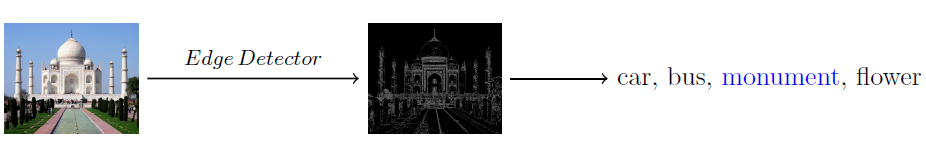 Edge Detector
car, bus, monument, flower